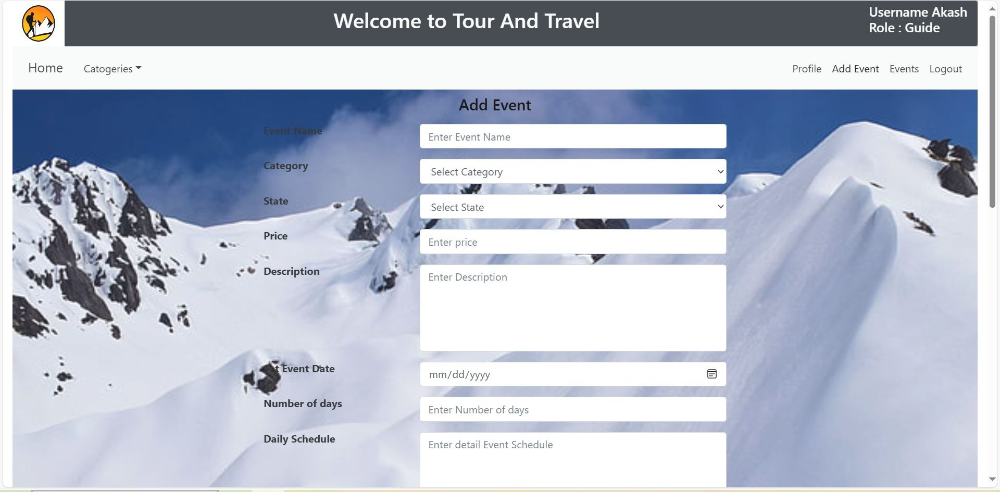 Welcome to Tour And Travel
Username Akash
Role : Guide
Home Catogeries Profile Add Event Events Logout
Add Event
Event Name Enter Event Name
Category Select Category
State Select State
Price Enter price
Description Enter Description
Event Date mm/dd/yyyy
Number of days Enter Number of days
Daily Schedule Enter detail Event Schedule